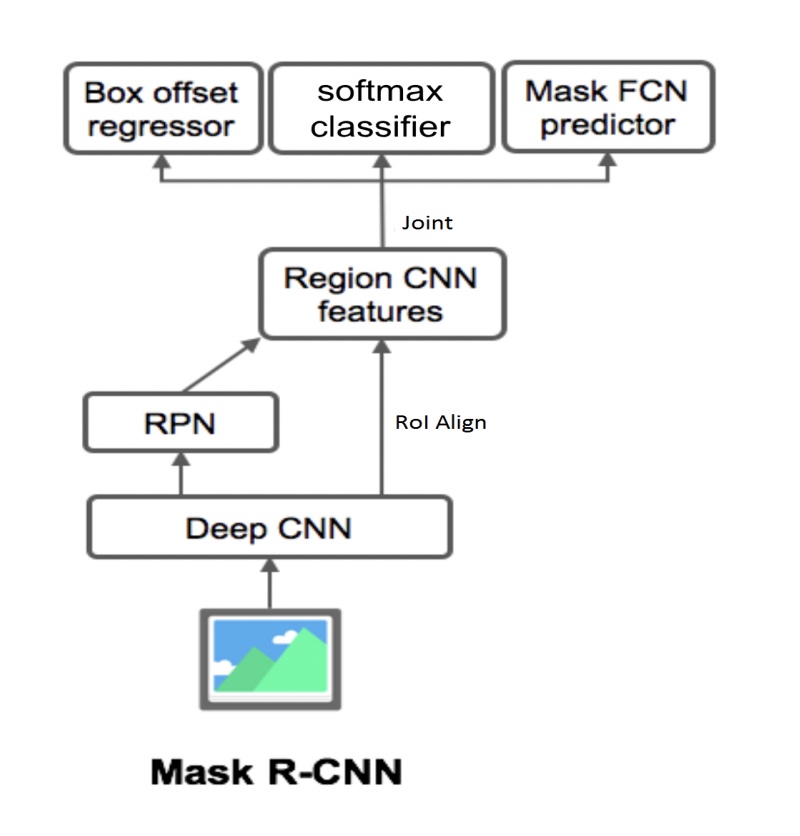 Box offset
regressor
softmax
classifier
Mask FCN
predictor
Joint
Region CNN
features
RPN
RoI Align
Deep CNN
Mask R-CNN